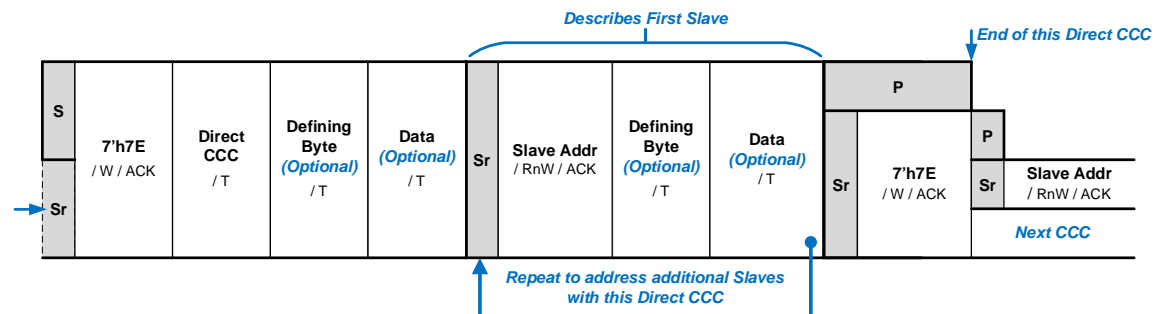 Describes First Slave
End of this Direct CCC
S
Sr
7'h7E
/ W / ACK
Direct
CCC
/ T
Defining
Byte
(Optional)
/ T
Data
(Optional)
/ T
Sr
Slave Addr
/ RnW / ACK
Defining
Byte
(Optional)
/ T
Data
(Optional)
/ T
P
Sr
7'h7E
/ W / ACK
P
Sr
Slave Addr
/ RnW / ACK
Next CCC
Repeat to address additional Slaves
with this Direct CCC